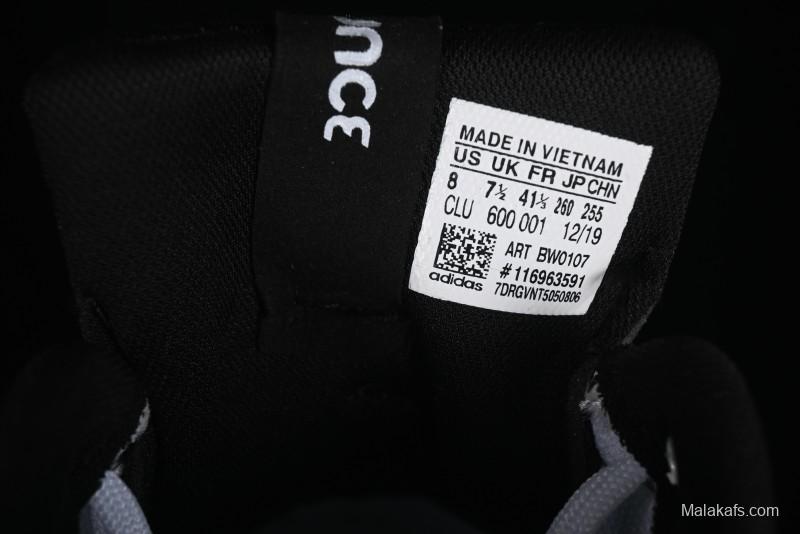 UNCE
MADE IN VIETNAM
US UK FR JP CHN
8 7½ 41⅓ 260 255
CLU 600 001 12/19
ART BW0107
#116963591
adidas 7DRGVNT5050806
Malakafs.com